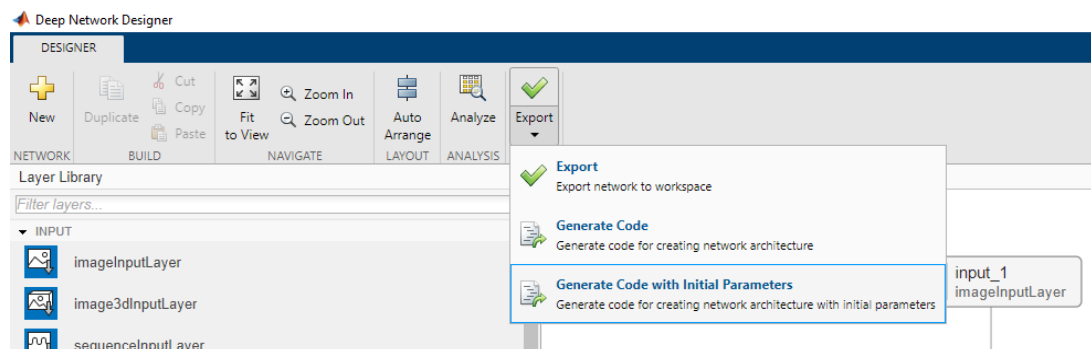 Deep Network Designer
DESIGNER
New
Duplicate
Cut
Copy
Paste
Fit
to View
Zoom In
Zoom Out
Auto
Arrange
Analyze
Export
NETWORK
BUILD
NAVIGATE
LAYOUT
ANALYSIS
Layer Library
Filter layers...
INPUT
imageInputLayer
image3dInputLayer
sequenceInputLayer
Export
Export network to workspace
Generate Code
Generate code for creating network architecture
Generate Code with Initial Parameters
Generate code for creating network architecture with initial parameters
input_1
imageInputLayer